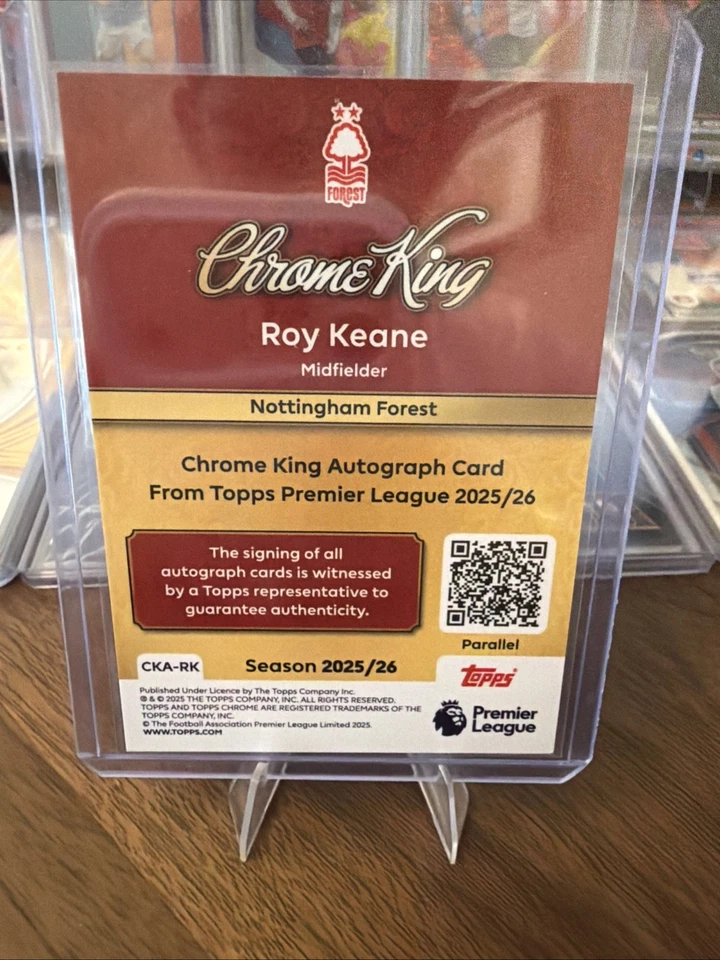 FOREST
Chrome King
Roy Keane
Midfielder
Nottingham Forest
Chrome King Autograph Card
From Topps Premier League 2025/26
The signing of all
autograph cards is witnessed
by a Topps representative to
guarantee authenticity.
Parallel
CKA-RK
Season 2025/26
topps
Published Under Licence by The Topps Company Inc.
® & © 2025 THE TOPPS COMPANY, INC. ALL RIGHTS RESERVED.
TOPPS AND TOPPS CHROME ARE REGISTERED TRADEMARKS OF THE
TOPPS COMPANY, INC.
© The Football Association Premier League Limited 2025.
WWW.TOPPS.COM
Premier
League